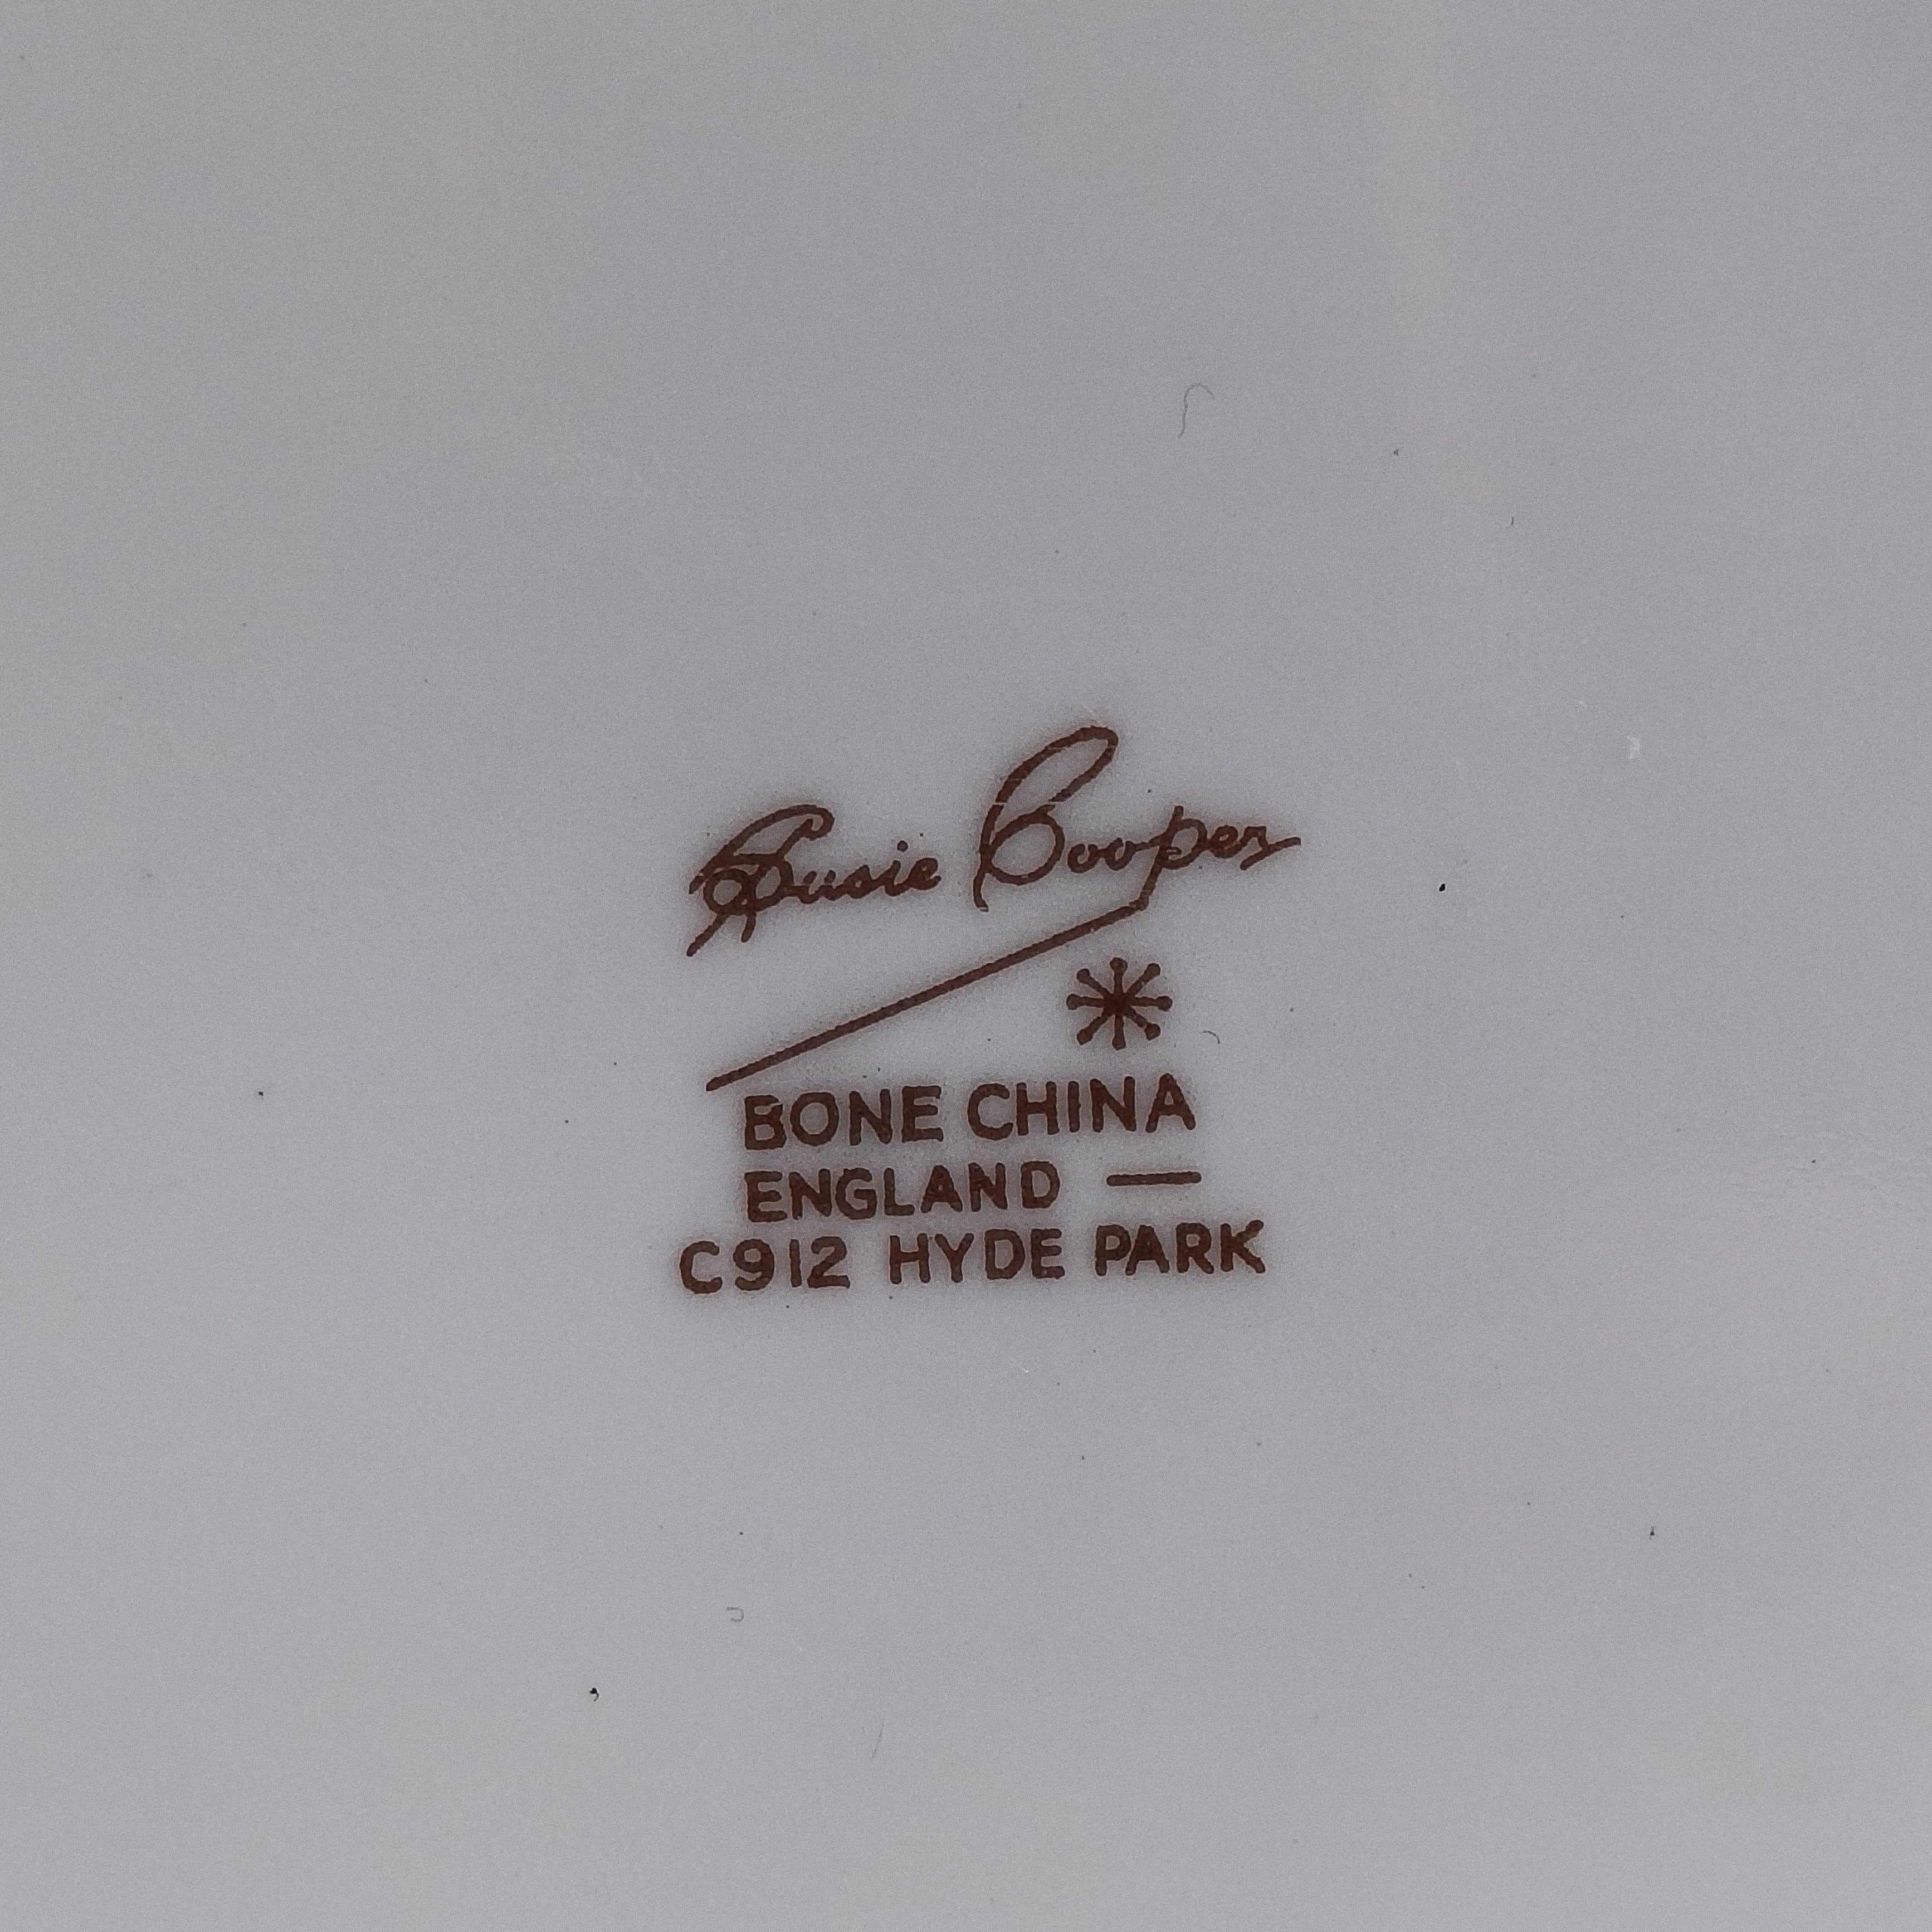 Susie Cooper
BONE CHINA
ENGLAND —
C912 HYDE PARK